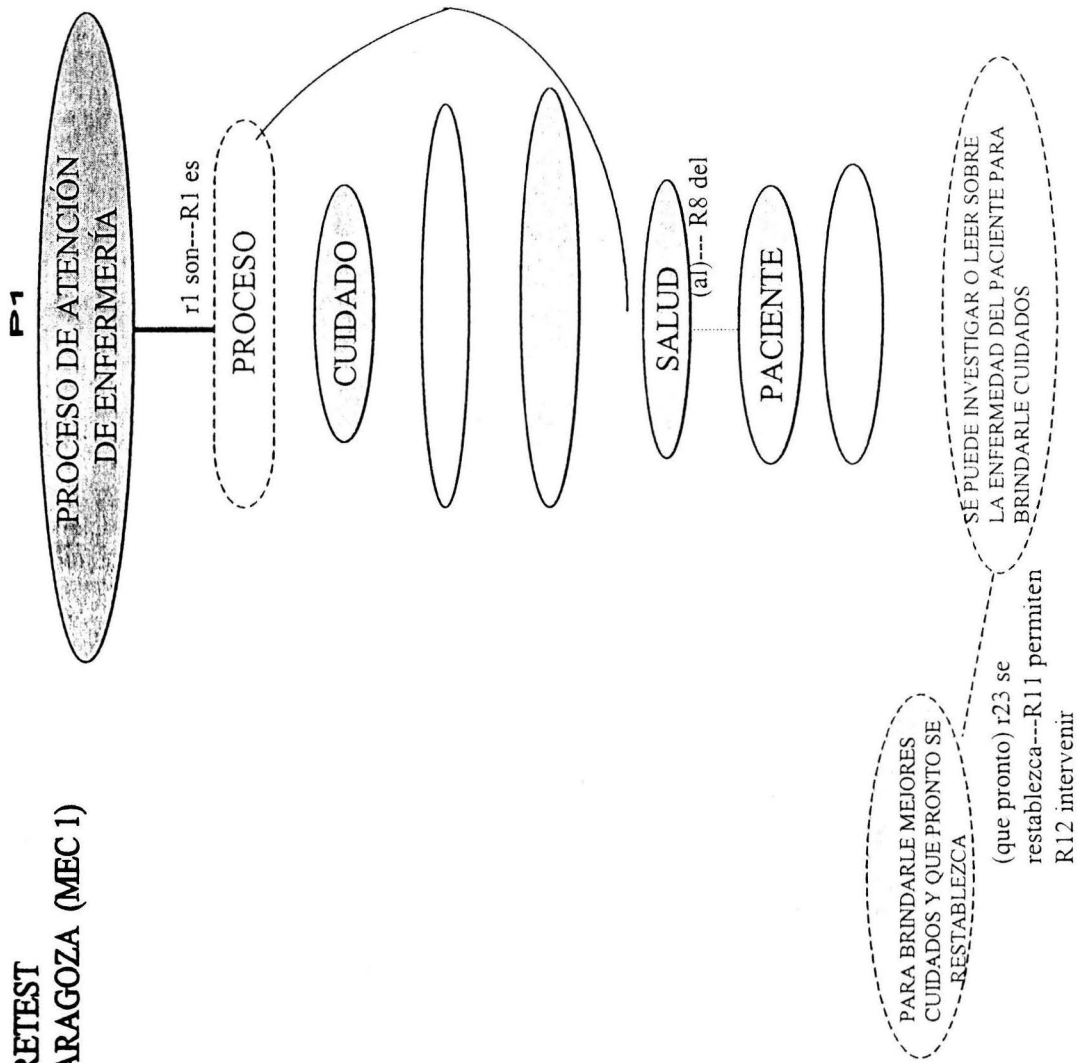 RETEST
ARAGOZA (MEC 1)
P1
PROCESO DE ATENCIÓN
DE ENFERMERÍA
r1 son---R1 es
PROCESO
CUIDADO
SALUD
(al)--- R8 del
PACIENTE
SE PUEDE INVESTIGAR O LEER SOBRE
LA ENFERMEDAD DEL PACIENTE PARA
BRINDARLE CUIDADOS
PARA BRINDARLE MEJORES
CUIDADOS Y QUE PRONTO SE
RESTABLEZCA
(que pronto) r23 se
restablezca---R11 permiten
R12 intervenir